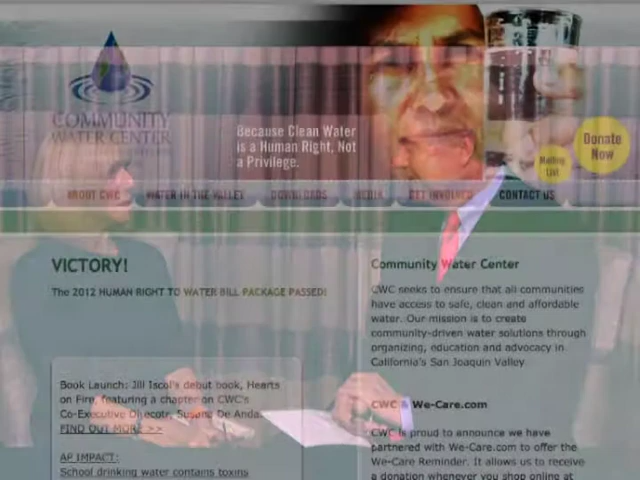 COMMUNITY
WATER CENTER
Because Clean Water
is a Human Right, Not
a Privilege.
Donate
Now
Mailing
List
ABOUT CWC WATER IN THE VALLEY DOWNLOADS MEDIA GET INVOLVED CONTACT US
VICTORY!
The 2012 HUMAN RIGHT TO WATER BILL PACKAGE PASSED!
Book Launch: Jill Iscol's debut book, Hearts
on Fire, featuring a chapter on CWC's
Co-Executive Director, Susana De Anda.
FIND OUT MORE >>
AP IMPACT:
School drinking water contains toxins
Community Water Center
CWC seeks to ensure that all communities
have access to safe, clean and affordable
water. Our mission is to create
community-driven water solutions through
organizing, education and advocacy in
California's San Joaquin Valley
CWC & We-Care.com
CWC is proud to announce we have
partnered with We-Care.com to offer the
We-Care Reminder. It allows us to receive
a donation whenever you shop online at